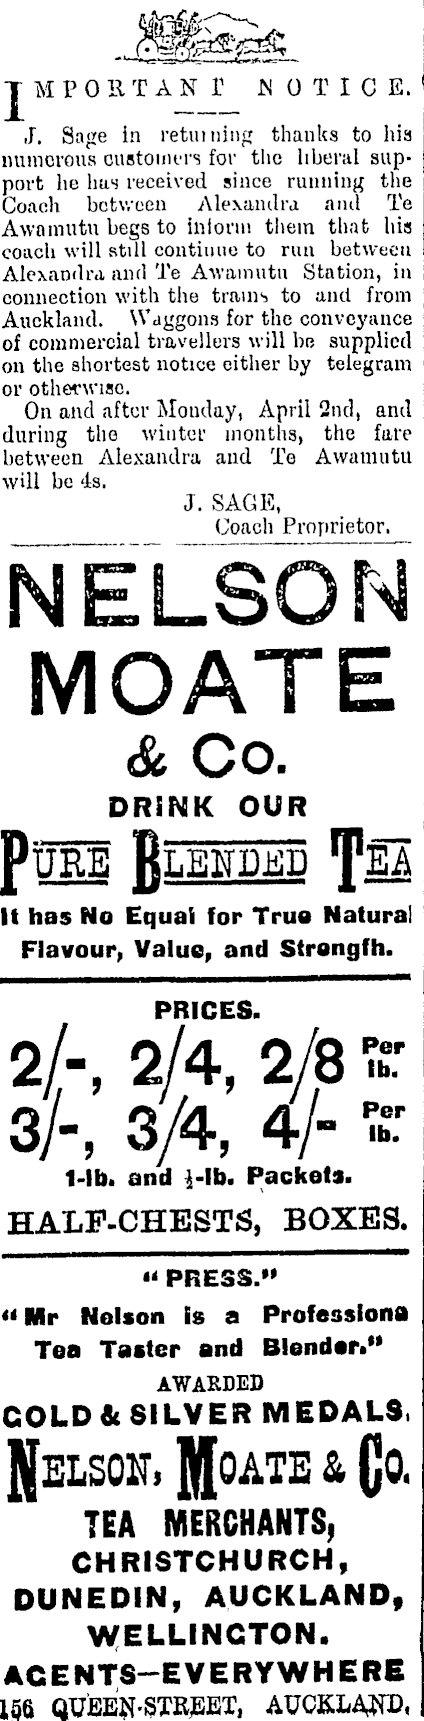 IMPORTANT NOTICE.
J. Sage in returning thanks to his
numerous customers for the liberal sup-
port he has received since running the
Coach between Alexandra and Te
Awamutu begs to inform them that his
coach will still continue to run between
Alexandra and Te Awamutu Station, in
connection with the trains to and from
Auckland. Waggons for the conveyance
of commercial travellers will be supplied
on the shortest notice either by telegram
or otherwise.
On and after Monday, April 2nd, and
during the winter months, the fare
between Alexandra and Te Awamutu
will be 4s.
J. SAGE,
Coach Proprietor.
NELSON
MOATE
& Co.
DRINK OUR
PURE BLENDED TEA
It has No Equal for True Natural
Flavour, Value, and Strength.
PRICES.
2/-, 2/4, 2/8 Per lb.
3/-, 3/4, 4/- Per lb.
1-lb. and ½-lb. Packets.
HALF-CHESTS, BOXES.
"PRESS."
"Mr Nelson is a Professiona
Tea Taster and Blender."
AWARDED
GOLD & SILVER MEDALS.
NELSON, MOATE & CO.
TEA MERCHANTS,
CHRISTCHURCH,
DUNEDIN, AUCKLAND,
WELLINGTON.
AGENTS—EVERYWHERE
156 QUEEN-STREET, AUCKLAND.